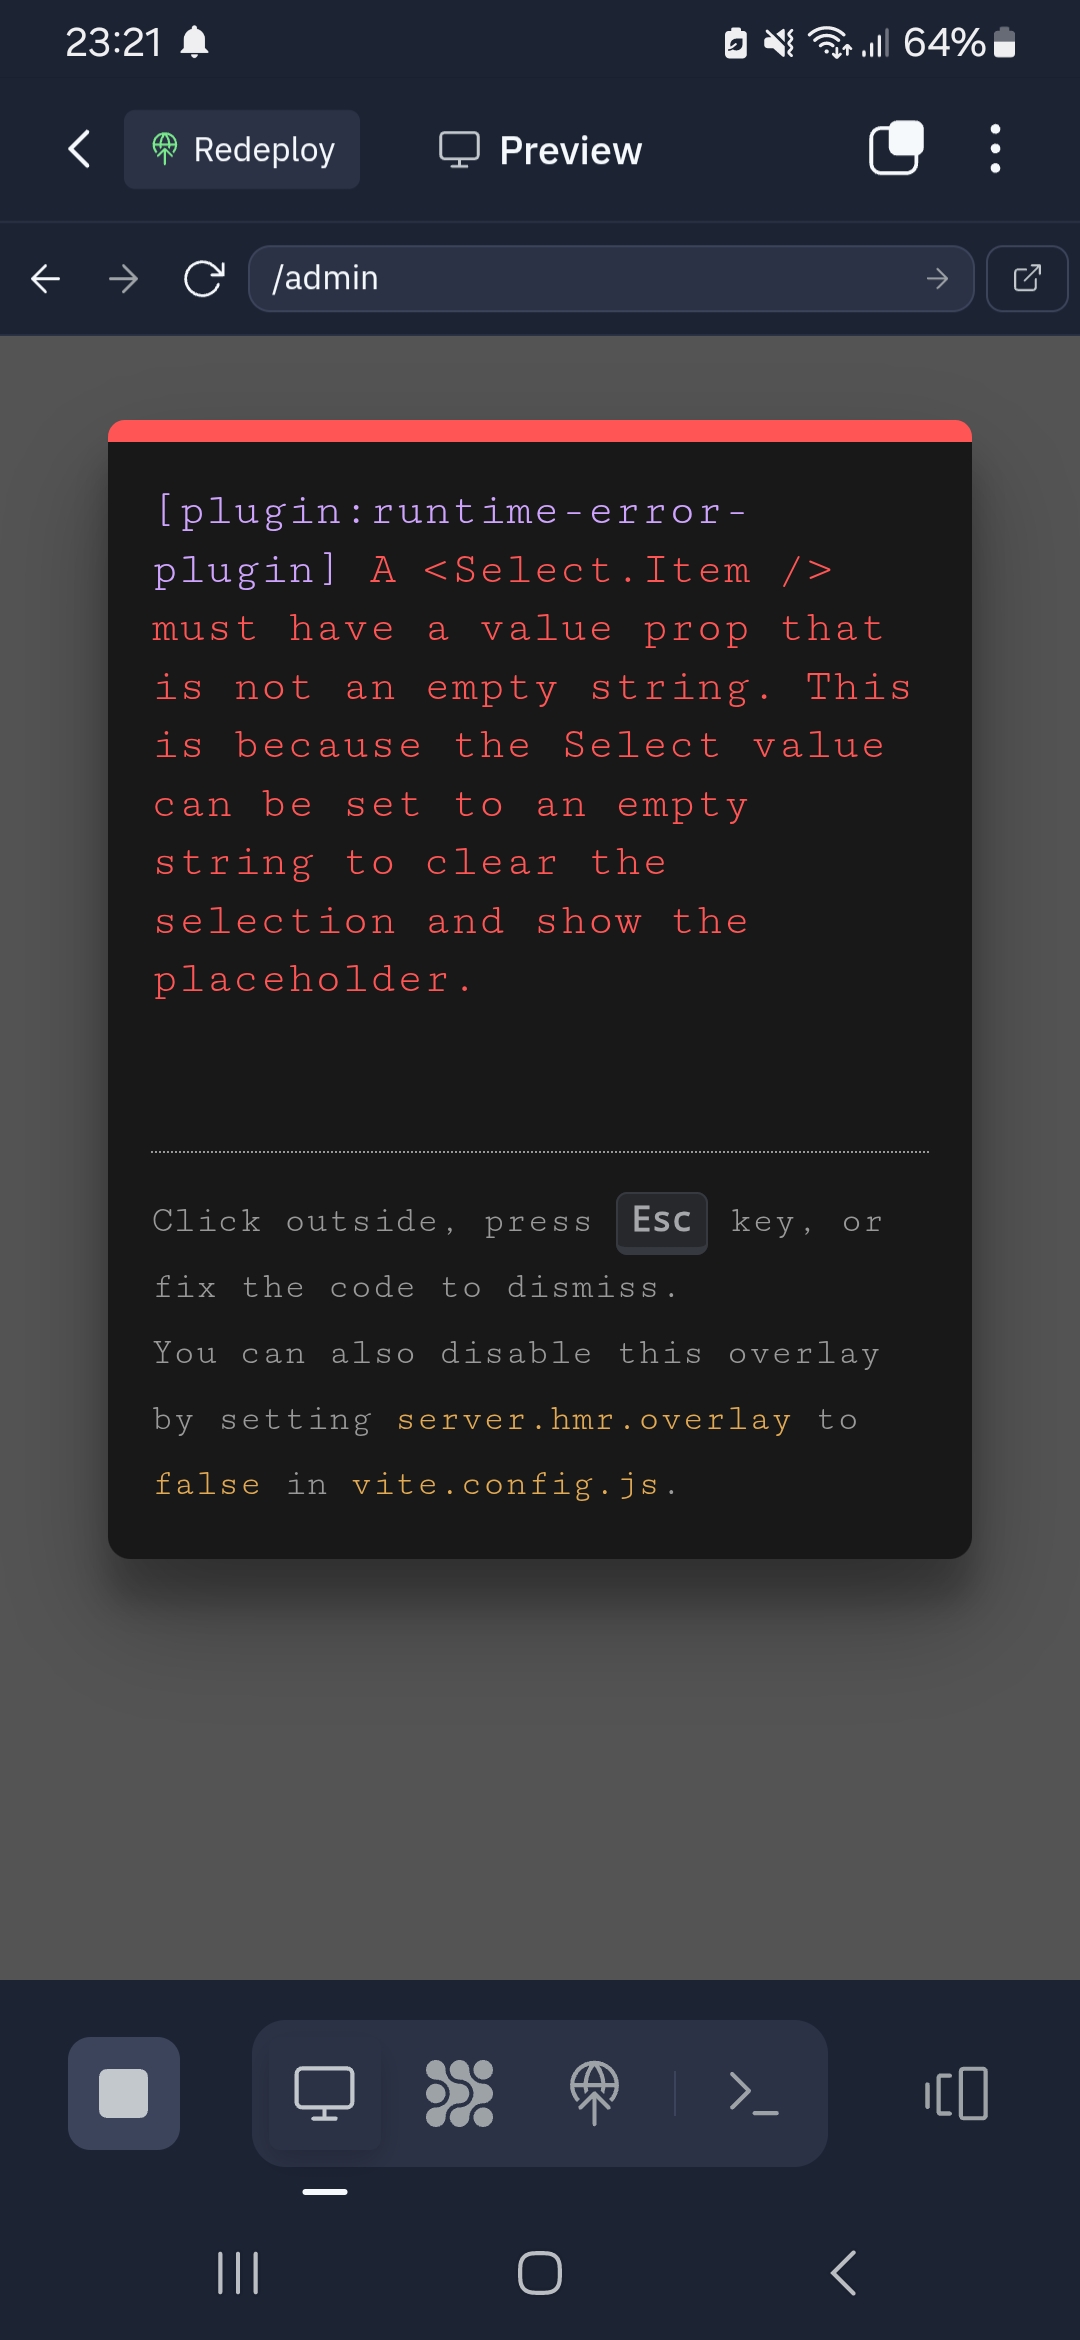 23:21 64%
Redeploy Preview
/admin
[plugin:runtime-error-
plugin] A <Select.Item />
must have a value prop that
is not an empty string. This
is because the Select value
can be set to an empty
string to clear the
selection and show the
placeholder.
Click outside, press Esc key, or
fix the code to dismiss.
You can also disable this overlay
by setting server.hmr.overlay to
false in vite.config.js.